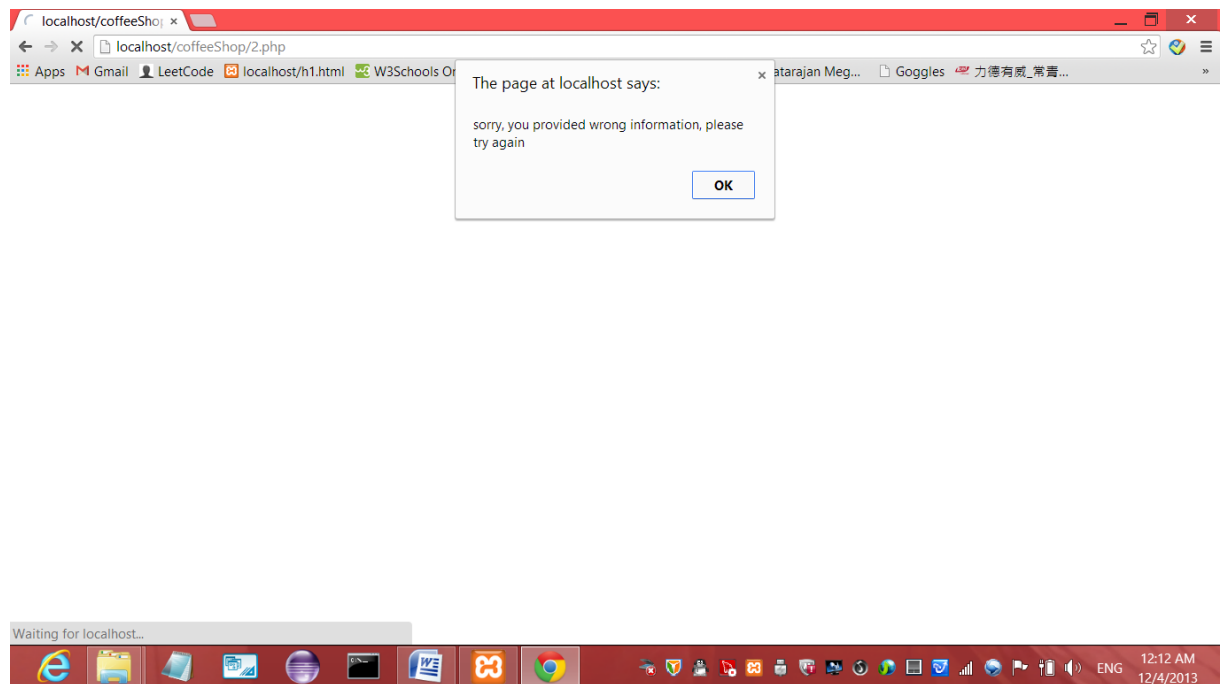 localhost/coffeeShop
localhost/coffeeShop/2.php
Apps Gmail LeetCode localhost/h1.html W3Schools Or atarajan Meg... Goggles 力德有威_常青... »
The page at localhost says:
sorry, you provided wrong information, please
try again
OK
Waiting for localhost...
ENG 12:12 AM
12/4/2013